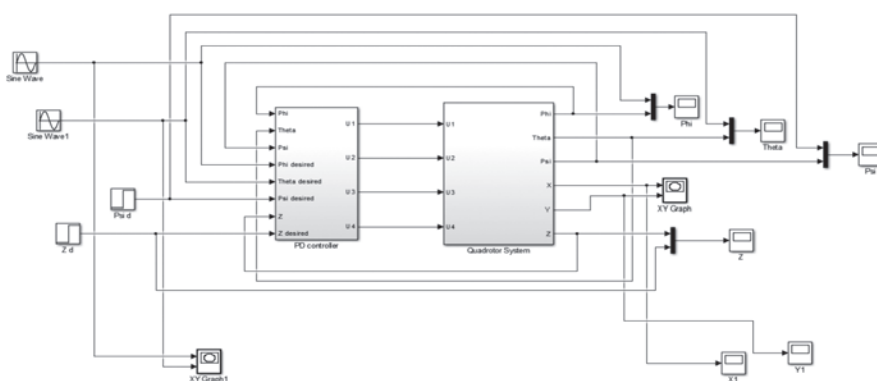 Sine Wave
Sine Wave1
Psi d
Z d
Phi
Theta
Psi
Phi desired
Theta desired
Psi desired
Z
Z desired
U1
U2
U3
U4
PD controller
U1
U2
U3
U4
Phi
Theta
Psi
X
Y
Z
Quadrotor System
Phi
Theta
Psi
XY Graph
Z
XY Graph1
X1
Y1